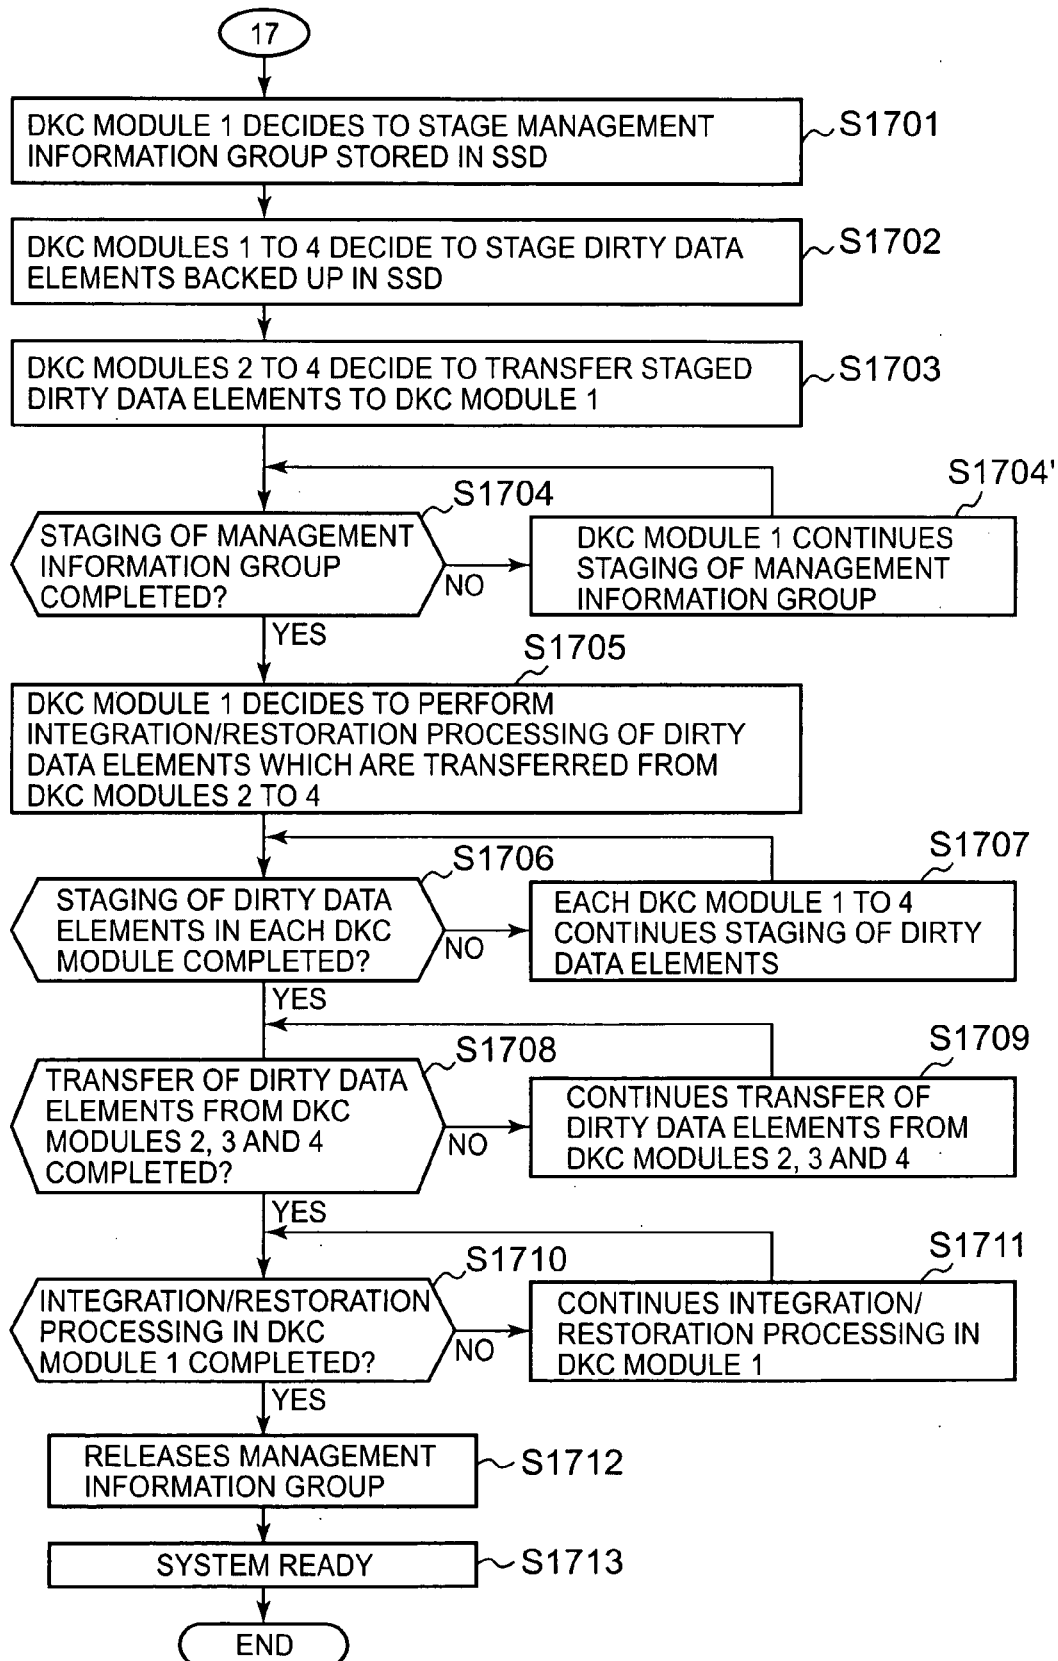 17
DKC MODULE 1 DECIDES TO STAGE MANAGEMENT
INFORMATION GROUP STORED IN SSD
S1701
DKC MODULES 1 TO 4 DECIDE TO STAGE DIRTY DATA
ELEMENTS BACKED UP IN SSD
S1702
DKC MODULES 2 TO 4 DECIDE TO TRANSFER STAGED
DIRTY DATA ELEMENTS TO DKC MODULE 1
S1703
S1704
STAGING OF MANAGEMENT
INFORMATION GROUP
COMPLETED?
NO
YES
S1704'
DKC MODULE 1 CONTINUES
STAGING OF MANAGEMENT
INFORMATION GROUP
S1705
DKC MODULE 1 DECIDES TO PERFORM
INTEGRATION/RESTORATION PROCESSING OF DIRTY
DATA ELEMENTS WHICH ARE TRANSFERRED FROM
DKC MODULES 2 TO 4
S1706
STAGING OF DIRTY DATA
ELEMENTS IN EACH DKC
MODULE COMPLETED?
NO
YES
S1707
EACH DKC MODULE 1 TO 4
CONTINUES STAGING OF DIRTY
DATA ELEMENTS
S1708
TRANSFER OF DIRTY DATA
ELEMENTS FROM DKC
MODULES 2, 3 AND 4
COMPLETED?
NO
YES
S1709
CONTINUES TRANSFER OF
DIRTY DATA ELEMENTS FROM
DKC MODULES 2, 3 AND 4
S1710
INTEGRATION/RESTORATION
PROCESSING IN DKC
MODULE 1 COMPLETED?
NO
YES
S1711
CONTINUES INTEGRATION/
RESTORATION PROCESSING IN
DKC MODULE 1
RELEASES MANAGEMENT
INFORMATION GROUP
S1712
SYSTEM READY
S1713
END